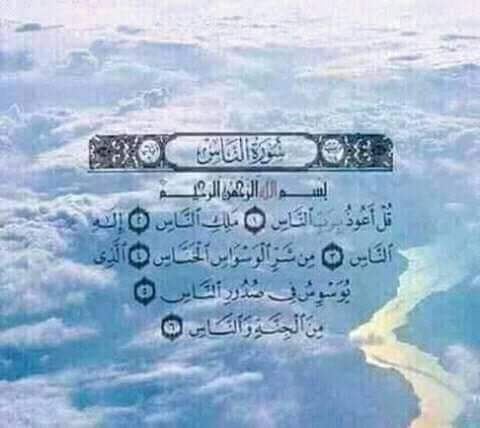 سُورَةُ النَّاسِ
بِسْمِ اللهِ الرَّحْمَٰنِ الرَّحِيمِ
قُلْ أَعُوذُ بِرَبِّ النَّاسِ ١ مَلِكِ النَّاسِ ٢ إِلَٰهِ
النَّاسِ ٣ مِن شَرِّ الْوَسْوَاسِ الْخَنَّاسِ ٤ الَّذِي
يُوَسْوِسُ فِي صُدُورِ النَّاسِ ٥
مِنَ الْجِنَّةِ وَالنَّاسِ ٦